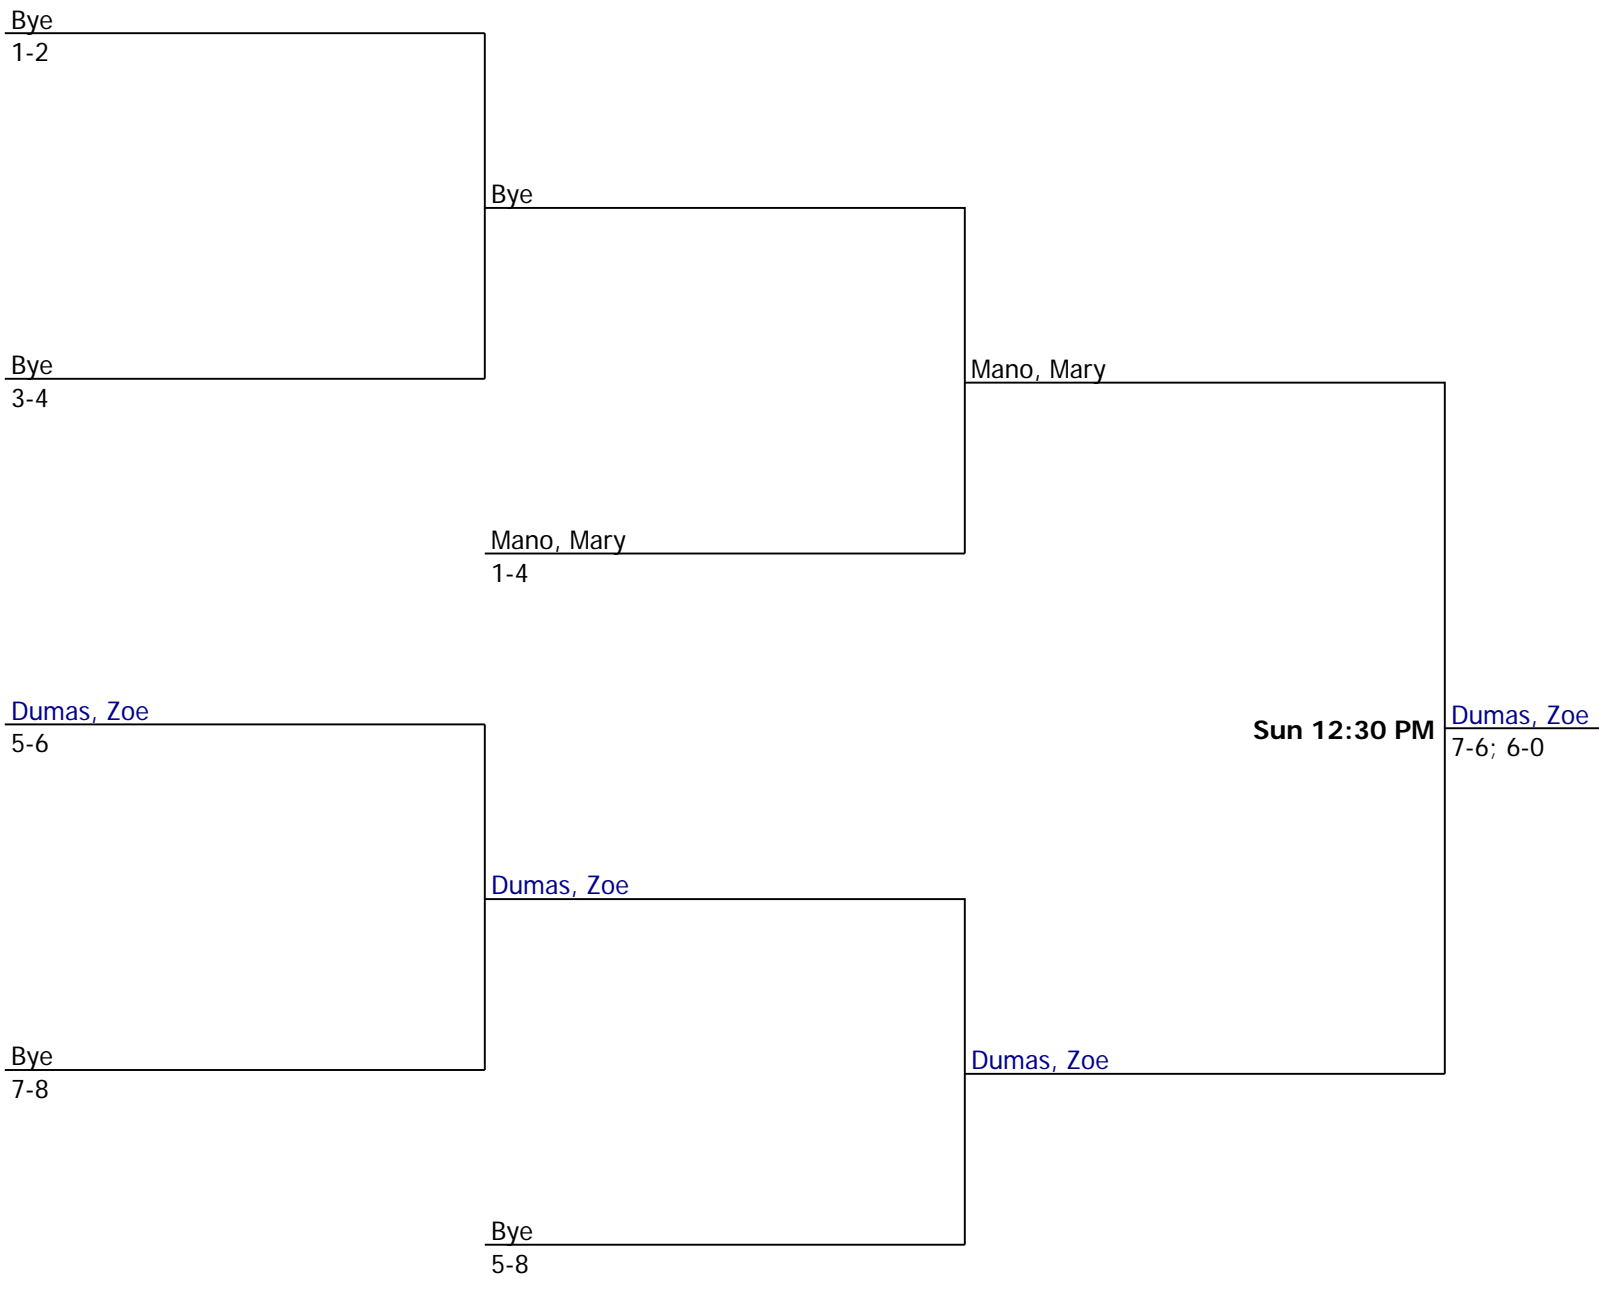 Bye
1-2
Bye
Bye
3-4
Mano, Mary
Mano, Mary
1-4
Dumas, Zoe
5-6
Sun 12:30 PM
Dumas, Zoe
7-6; 6-0
Dumas, Zoe
Bye
7-8
Dumas, Zoe
Bye
5-8